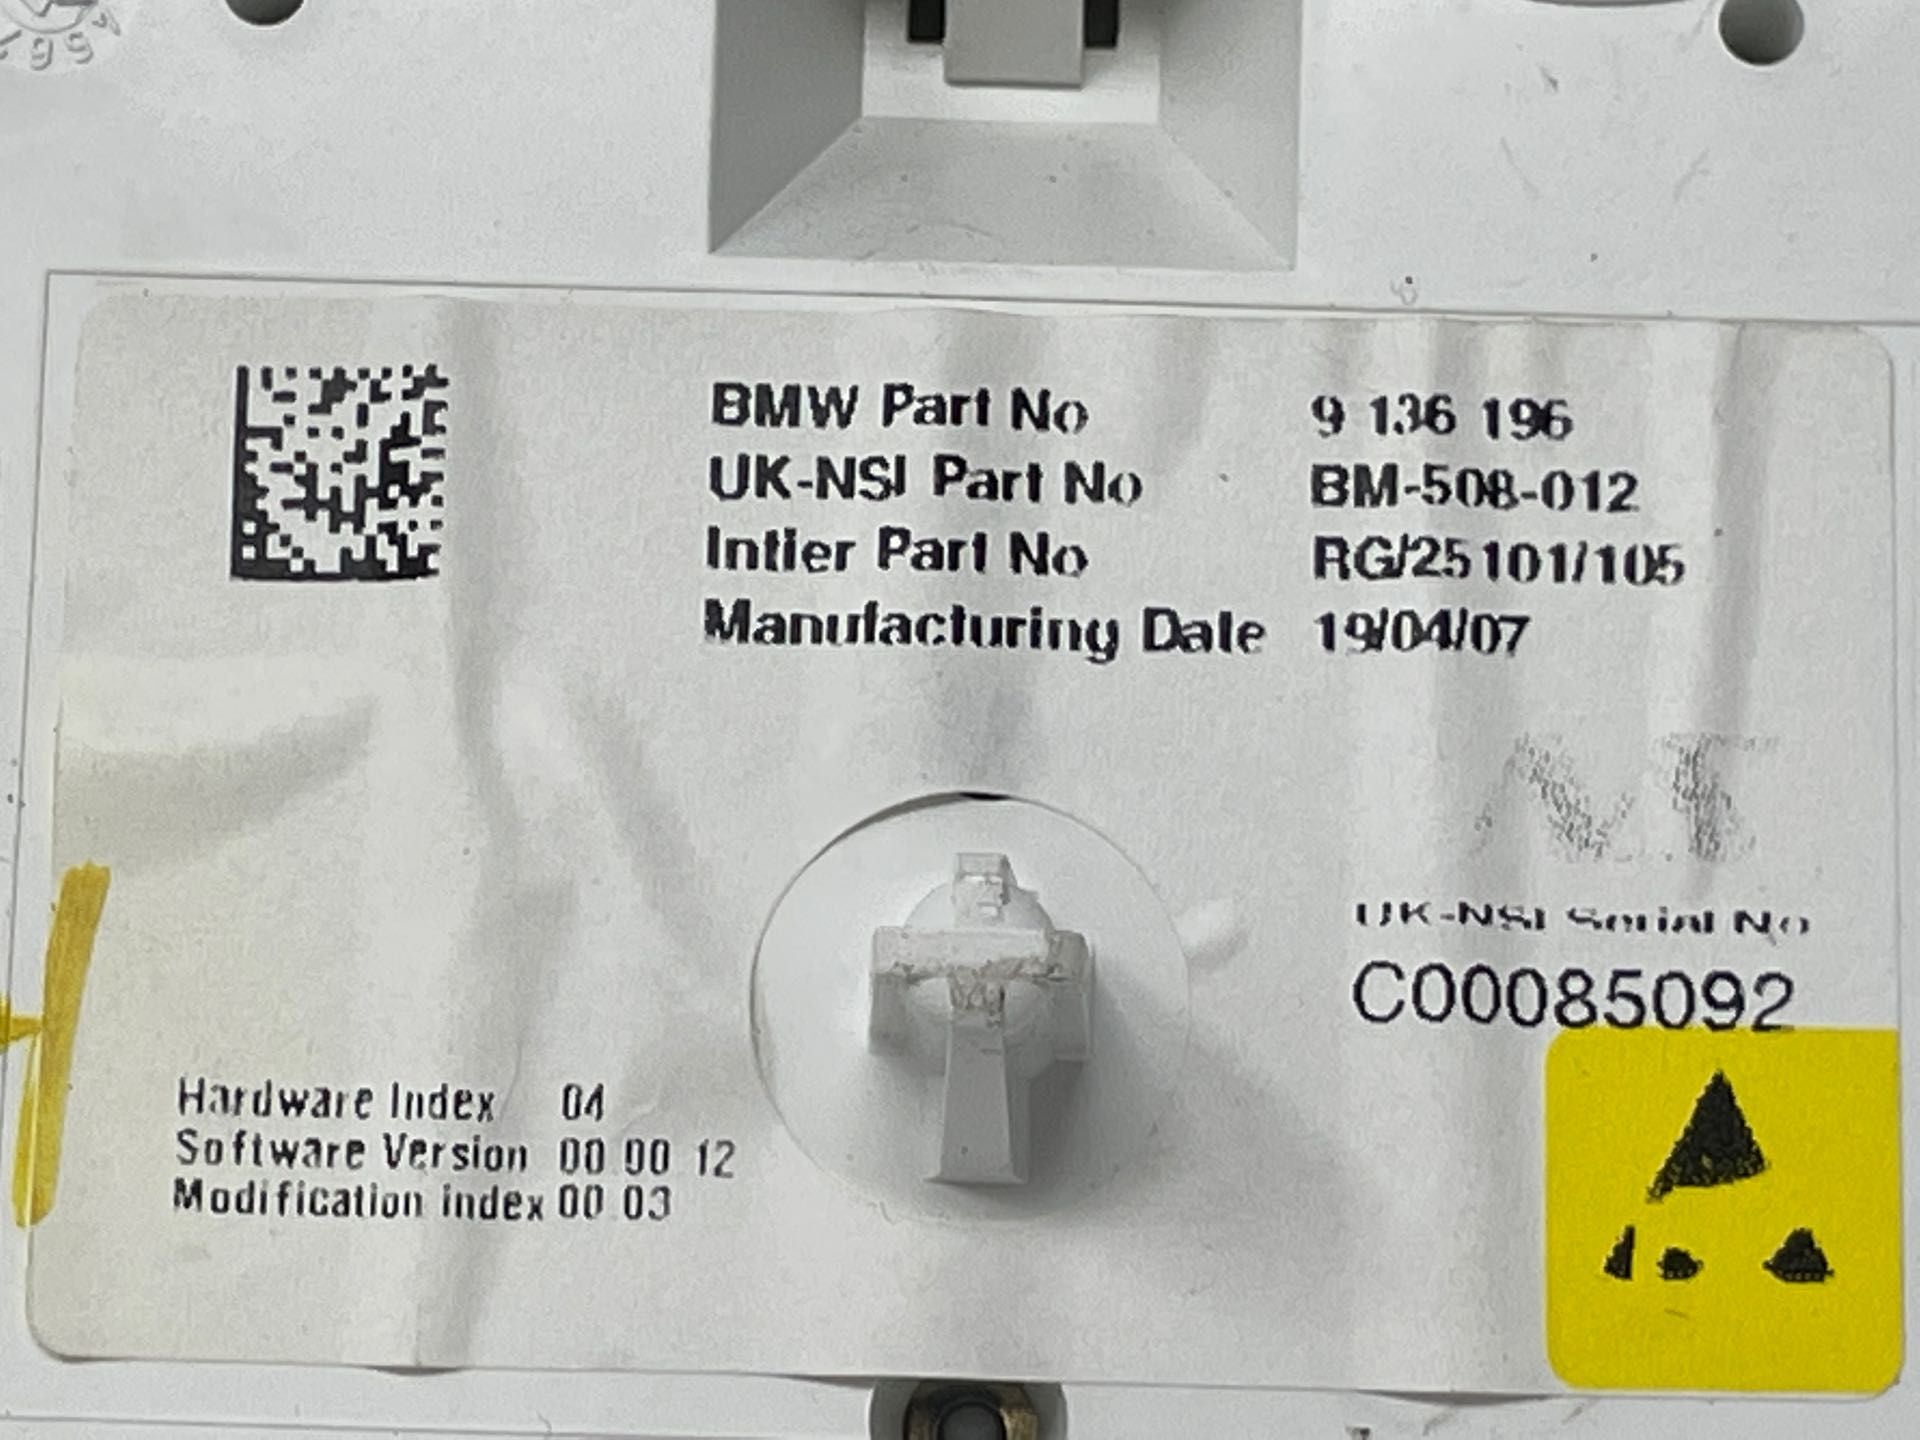 BMW Part No 9 136 196
UK-NSI Part No BM-508-012
Intier Part No RG/25101/105
Manufacturing Date 19/04/07
UK-NSI Serial No
C00085092
Hardware Index 04
Software Version 00 00 12
Modification index 00 03